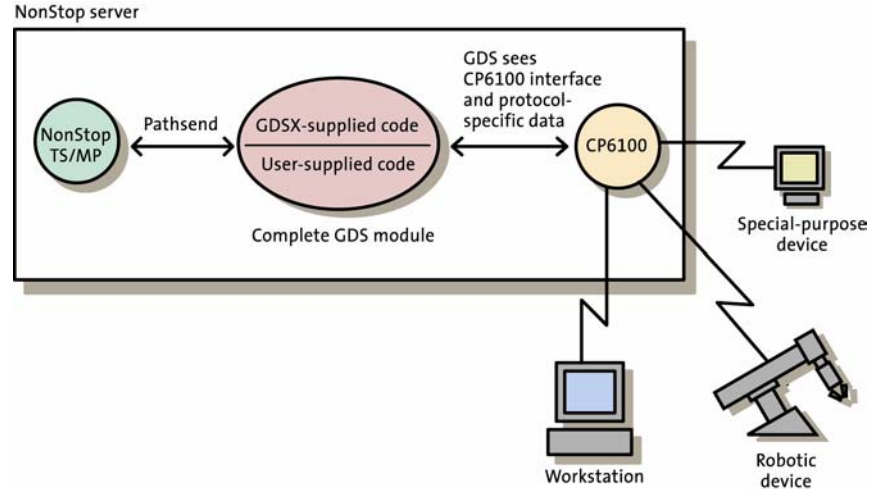 NonStop server
NonStop
TS/MP
Pathsend
GDSX-supplied code
User-supplied code
Complete GDS module
GDS sees
CP6100 interface
and protocol-
specific data
CP6100
Special-purpose
device
Workstation
Robotic
device